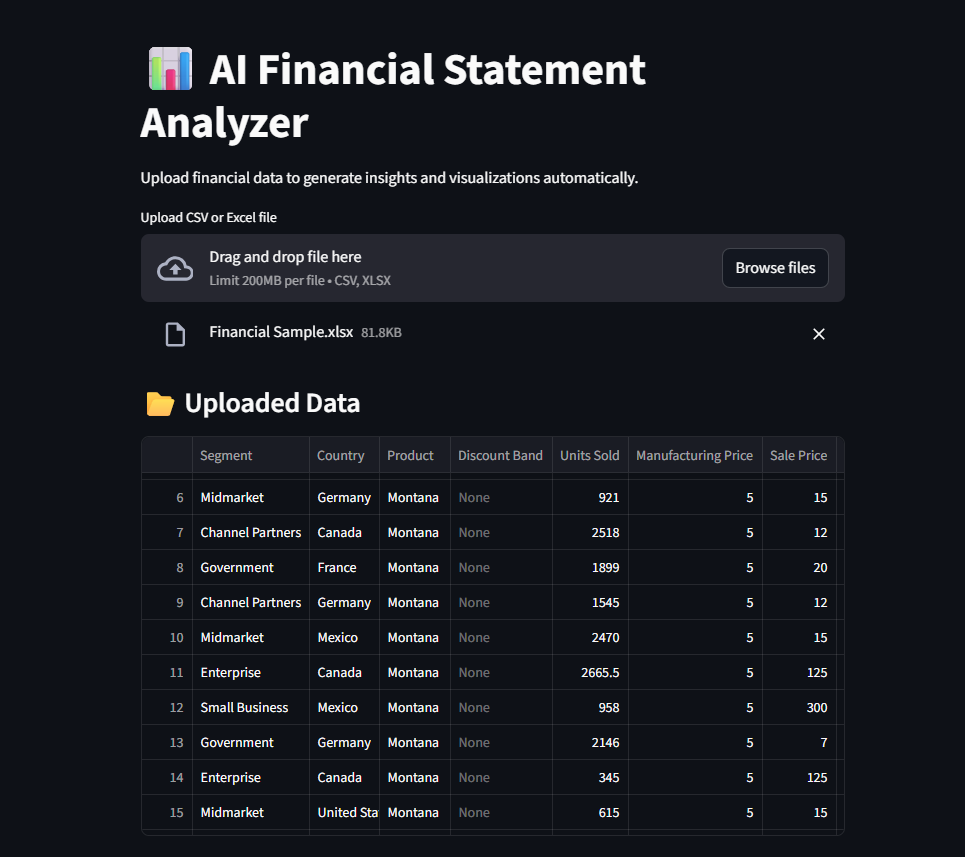 AI Financial Statement
Analyzer
Upload financial data to generate insights and visualizations automatically.
Upload CSV or Excel file
Drag and drop file here
Limit 200MB per file • CSV, XLSX
Browse files
Financial Sample.xlsx 81.8KB
Uploaded Data
Segment Country Product Discount Band Units Sold Manufacturing Price Sale Price
6 Midmarket Germany Montana None 921 5 15
7 Channel Partners Canada Montana None 2518 5 12
8 Government France Montana None 1899 5 20
9 Channel Partners Germany Montana None 1545 5 12
10 Midmarket Mexico Montana None 2470 5 15
11 Enterprise Canada Montana None 2665.5 5 125
12 Small Business Mexico Montana None 958 5 300
13 Government Germany Montana None 2146 5 7
14 Enterprise Canada Montana None 345 5 125
15 Midmarket United Sta Montana None 615 5 15